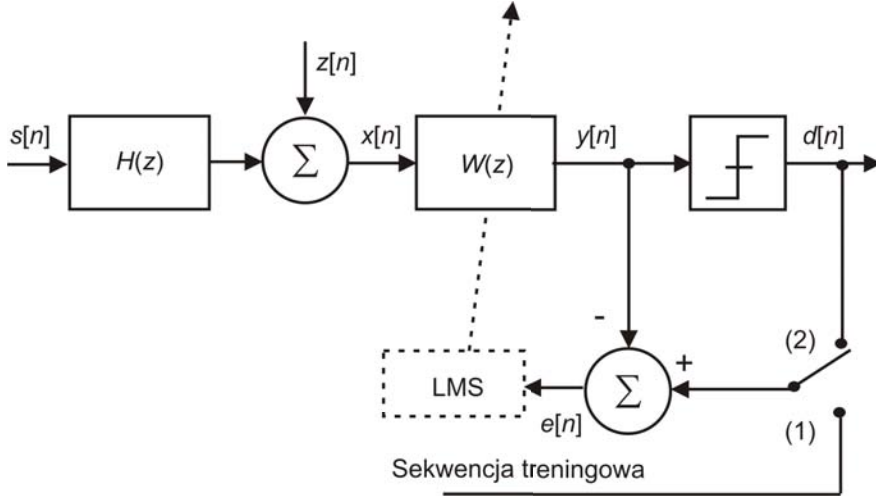 z[n]
s[n]
H(z)
Σ
x[n]
W(z)
y[n]
d[n]
-
+
(2)
LMS
e[n]
Σ
(1)
Sekwencja treningowa